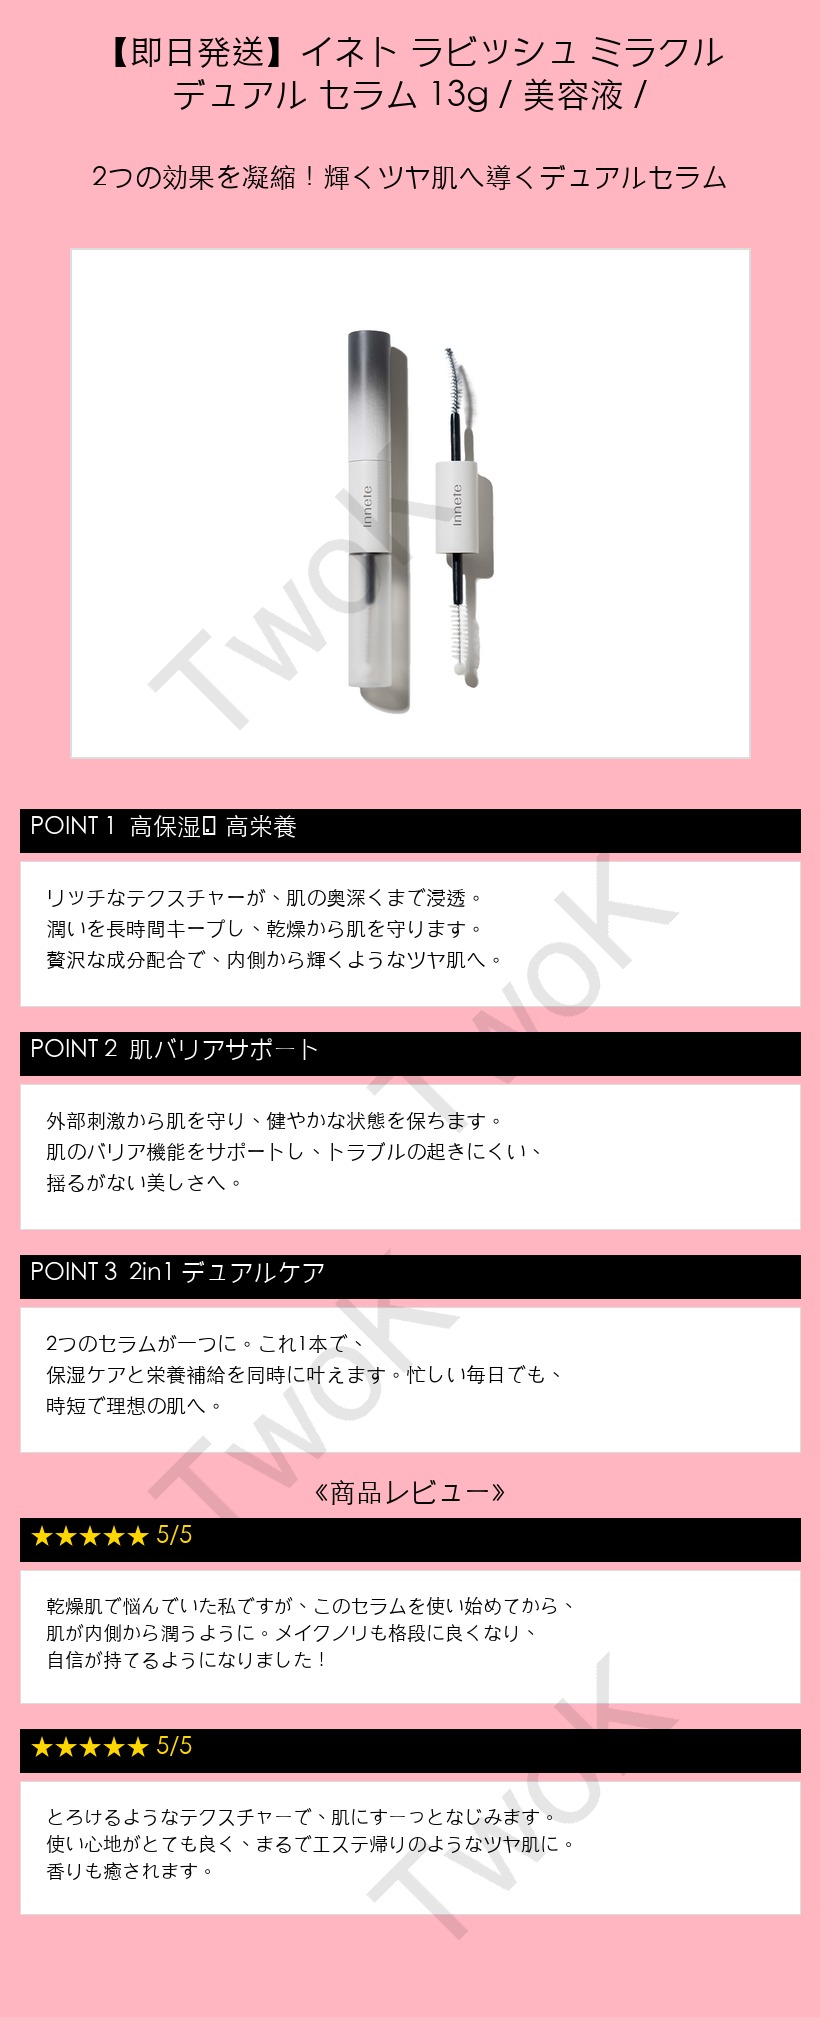 【即日発送】イネト ラビッシュ ミラクル
デュアル セラム 13g / 美容液 /
2つの効果を凝縮！輝くツヤ肌へ導くデュアルセラム
Innete
Innete
TwoK
POINT 1 高保湿 高栄養
リッチなテクスチャーが、肌の奥深くまで浸透。
潤いを長時間キープし、乾燥から肌を守ります。
贅沢な成分配合で、内側から輝くようなツヤ肌へ。
TwoK
POINT 2 肌バリアサポート
外部刺激から肌を守り、健やかな状態を保ちます。
肌のバリア機能をサポートし、トラブルの起きにくい、
揺るがない美しさへ。
POINT 3 2in1 デュアルケア
2つのセラムが一つに。これ1本で、
保湿ケアと栄養補給を同時に叶えます。忙しい毎日でも、
時短で理想の肌へ。
TwoK
《商品レビュー》
★★★★★ 5/5
乾燥肌で悩んでいた私ですが、このセラムを使い始めてから、
肌が内側から潤うように。メイクノリも格段に良くなり、
自信が持てるようになりました！
★★★★★ 5/5
とろけるようなテクスチャーで、肌にすーっとなじみます。
使い心地がとても良く、まるでエステ帰りのようなツヤ肌に。
香りも癒されます。
TwoK